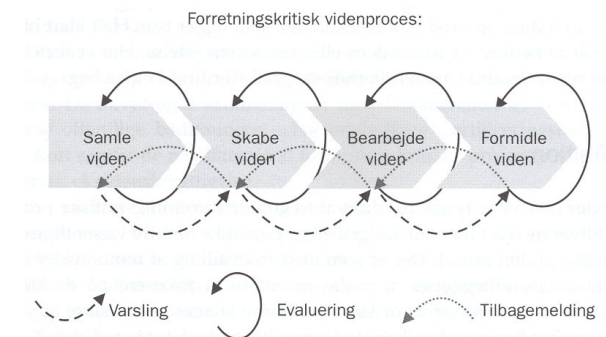 Forretningskritisk videnproces:
Samle
viden
Skabe
viden
Bearbejde
viden
Formidle
viden
Varsling
Evaluering
Tilbagemelding